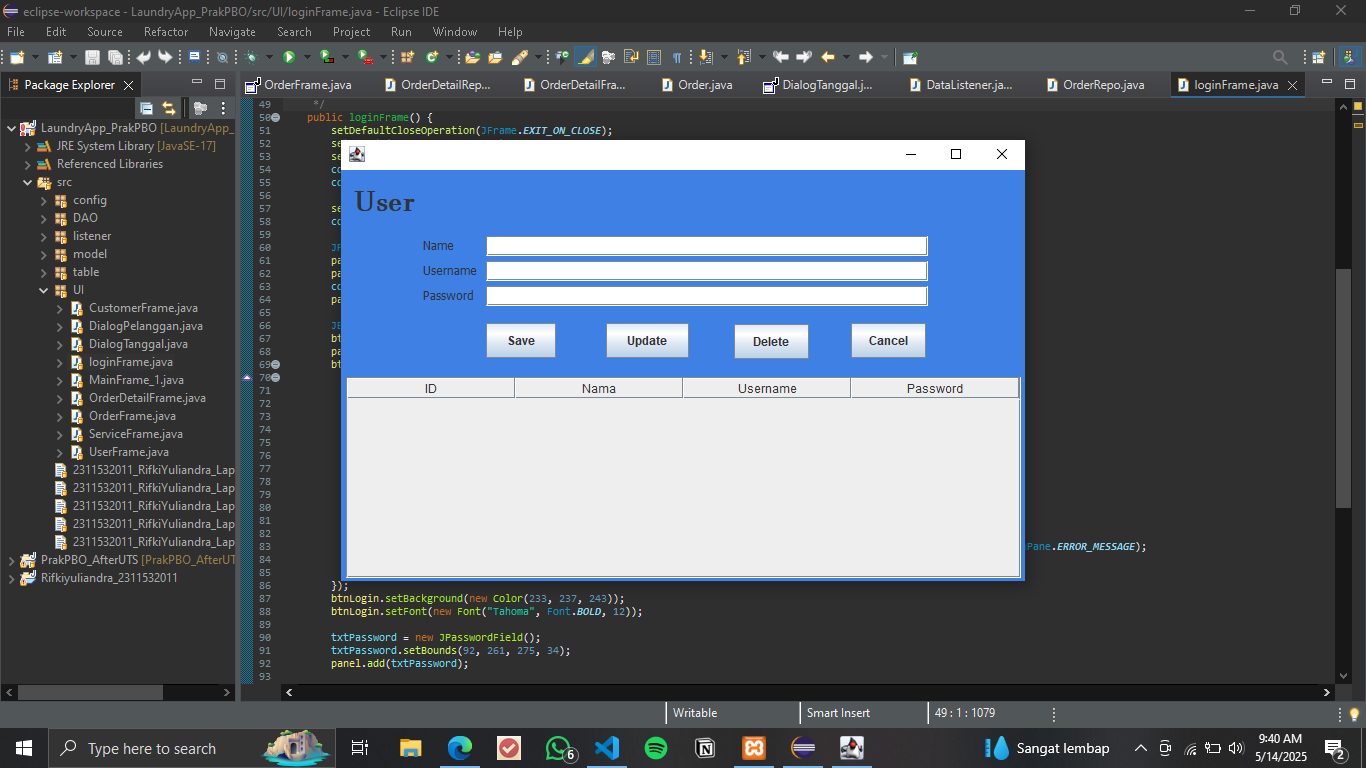 eclipse-workspace - LaundryApp_PrakPBO/src/UI/loginFrame.java - Eclipse IDE
File Edit Source Refactor Navigate Search Project Run Window Help
Package Explorer
OrderFrame.java OrderDetailRep... OrderDetailFra... Order.java DialogTanggal.j... DataListener.ja... OrderRepo.java loginFrame.java
LaundryApp_PrakPBO [LaundryApp_
JRE System Library [JavaSE-17]
Referenced Libraries
src
config
DAO
listener
model
table
UI
CustomerFrame.java
DialogPelanggan.java
DialogTanggal.java
loginFrame.java
MainFrame_1.java
OrderDetailFrame.java
OrderFrame.java
ServiceFrame.java
UserFrame.java
2311532011_RifkiYuliandra_Lap
2311532011_RifkiYuliandra_Lap
2311532011_RifkiYuliandra_Lap
2311532011_RifkiYuliandra_Lap
2311532011_RifkiYuliandra_Lap
PrakPBO_AfterUTS [PrakPBO_AfterUT
Rifkiyuliandra_2311532011
49 */
50 public loginFrame() {
51 setDefaultCloseOperation(JFrame.EXIT_ON_CLOSE);
52 se
53 se
54 co
55 co
56
57 se
58 co
59
60 JP
61 pa
62 pa
63 co
64 pa
65
66 JB
67 bt
68 pa
69 bt
70
71
72
73
74
75
76
77
78
79
80
81
82
83 Pane.ERROR_MESSAGE);
84
85
86 });
87 btnLogin.setBackground(new Color(233, 237, 243));
88 btnLogin.setFont(new Font("Tahoma", Font.BOLD, 12));
89
90 txtPassword = new JPasswordField();
91 txtPassword.setBounds(92, 261, 275, 34);
92 panel.add(txtPassword);
93
User
Name
Username
Password
Save Update Delete Cancel
ID Nama Username Password
Writable Smart Insert 49 : 1 : 1079
Type here to search
6
Sangat lembap
9:40 AM
5/14/2025
2